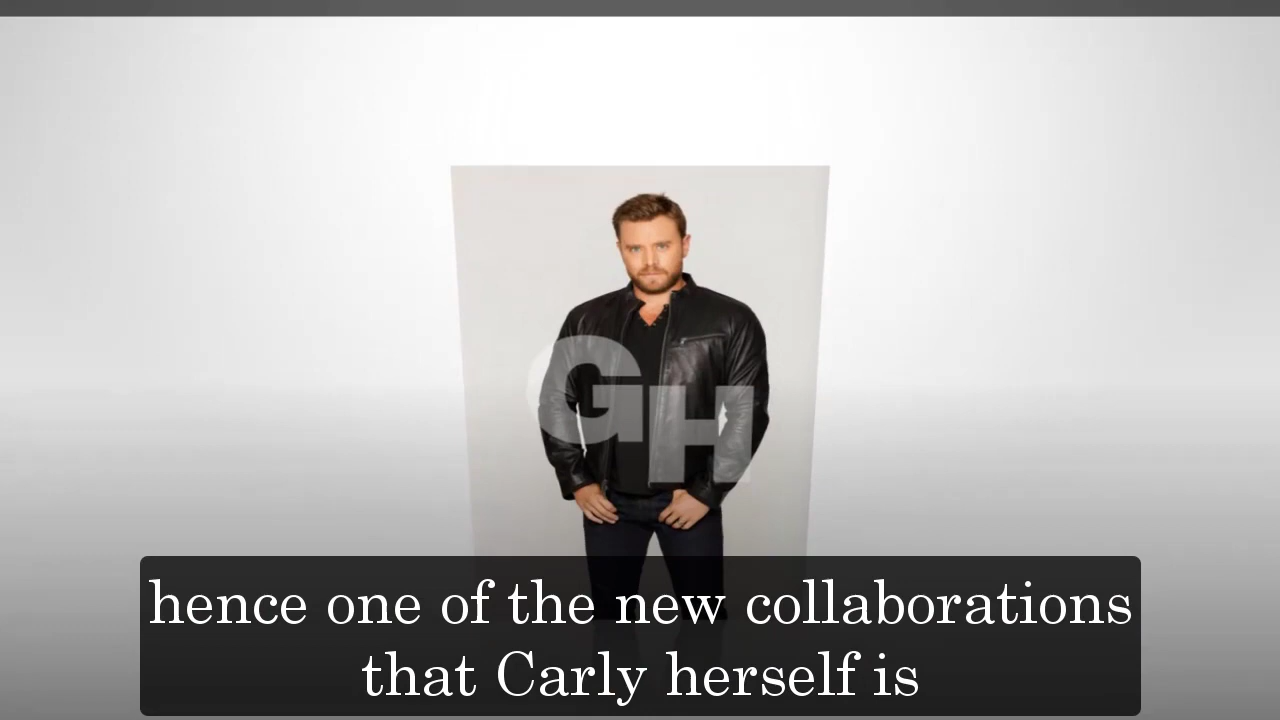 GH
hence one of the new collaborations
that Carly herself is